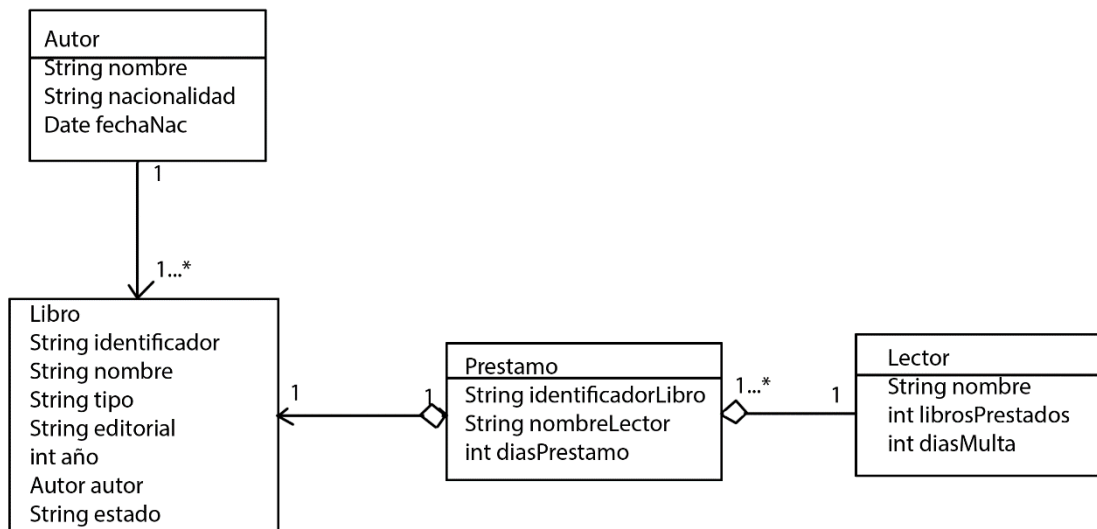 Autor
String nombre
String nacionalidad
Date fechaNac
1
1...*
Libro
String identificador
String nombre
String tipo
String editorial
int año
Autor autor
String estado
1
1
Prestamo
String identificadorLibro
String nombreLector
int diasPrestamo
1...*
1
Lector
String nombre
int librosPrestados
int diasMulta